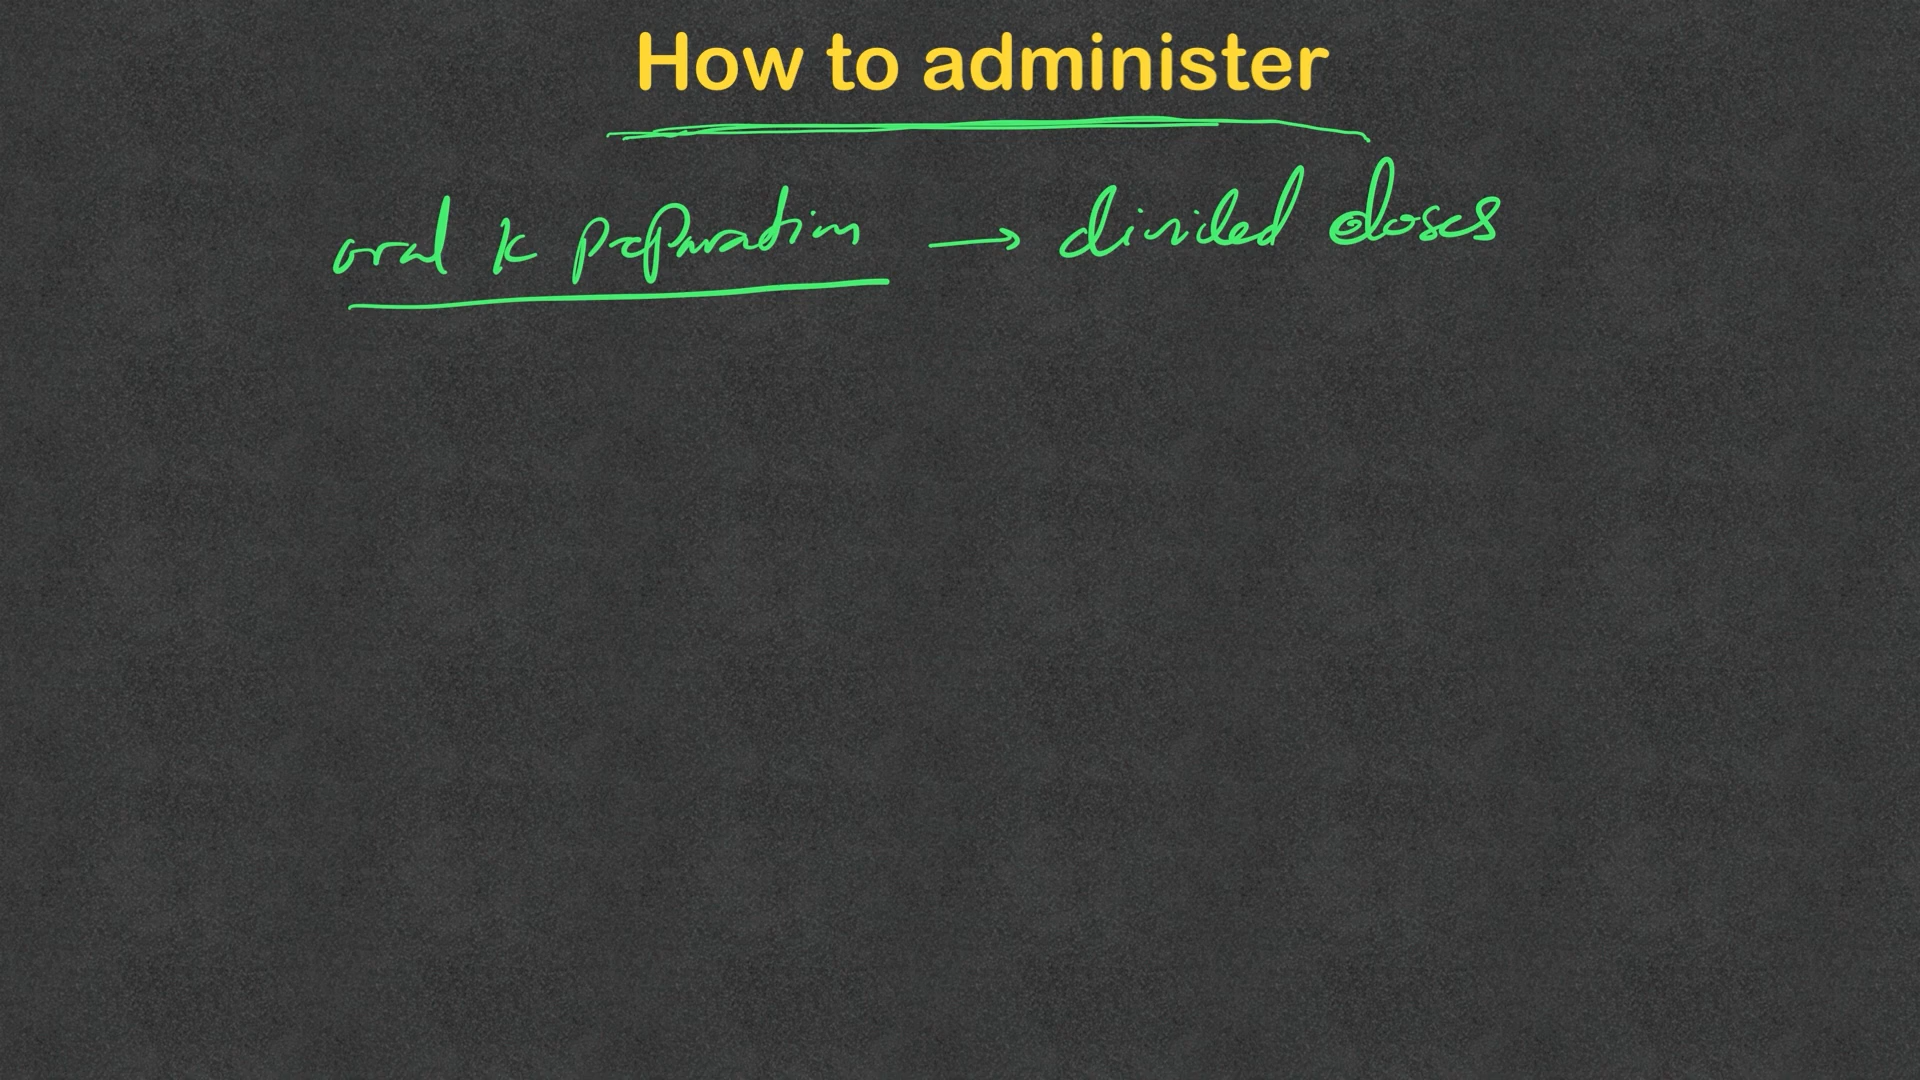 How to administer
oral K preparation → divided doses